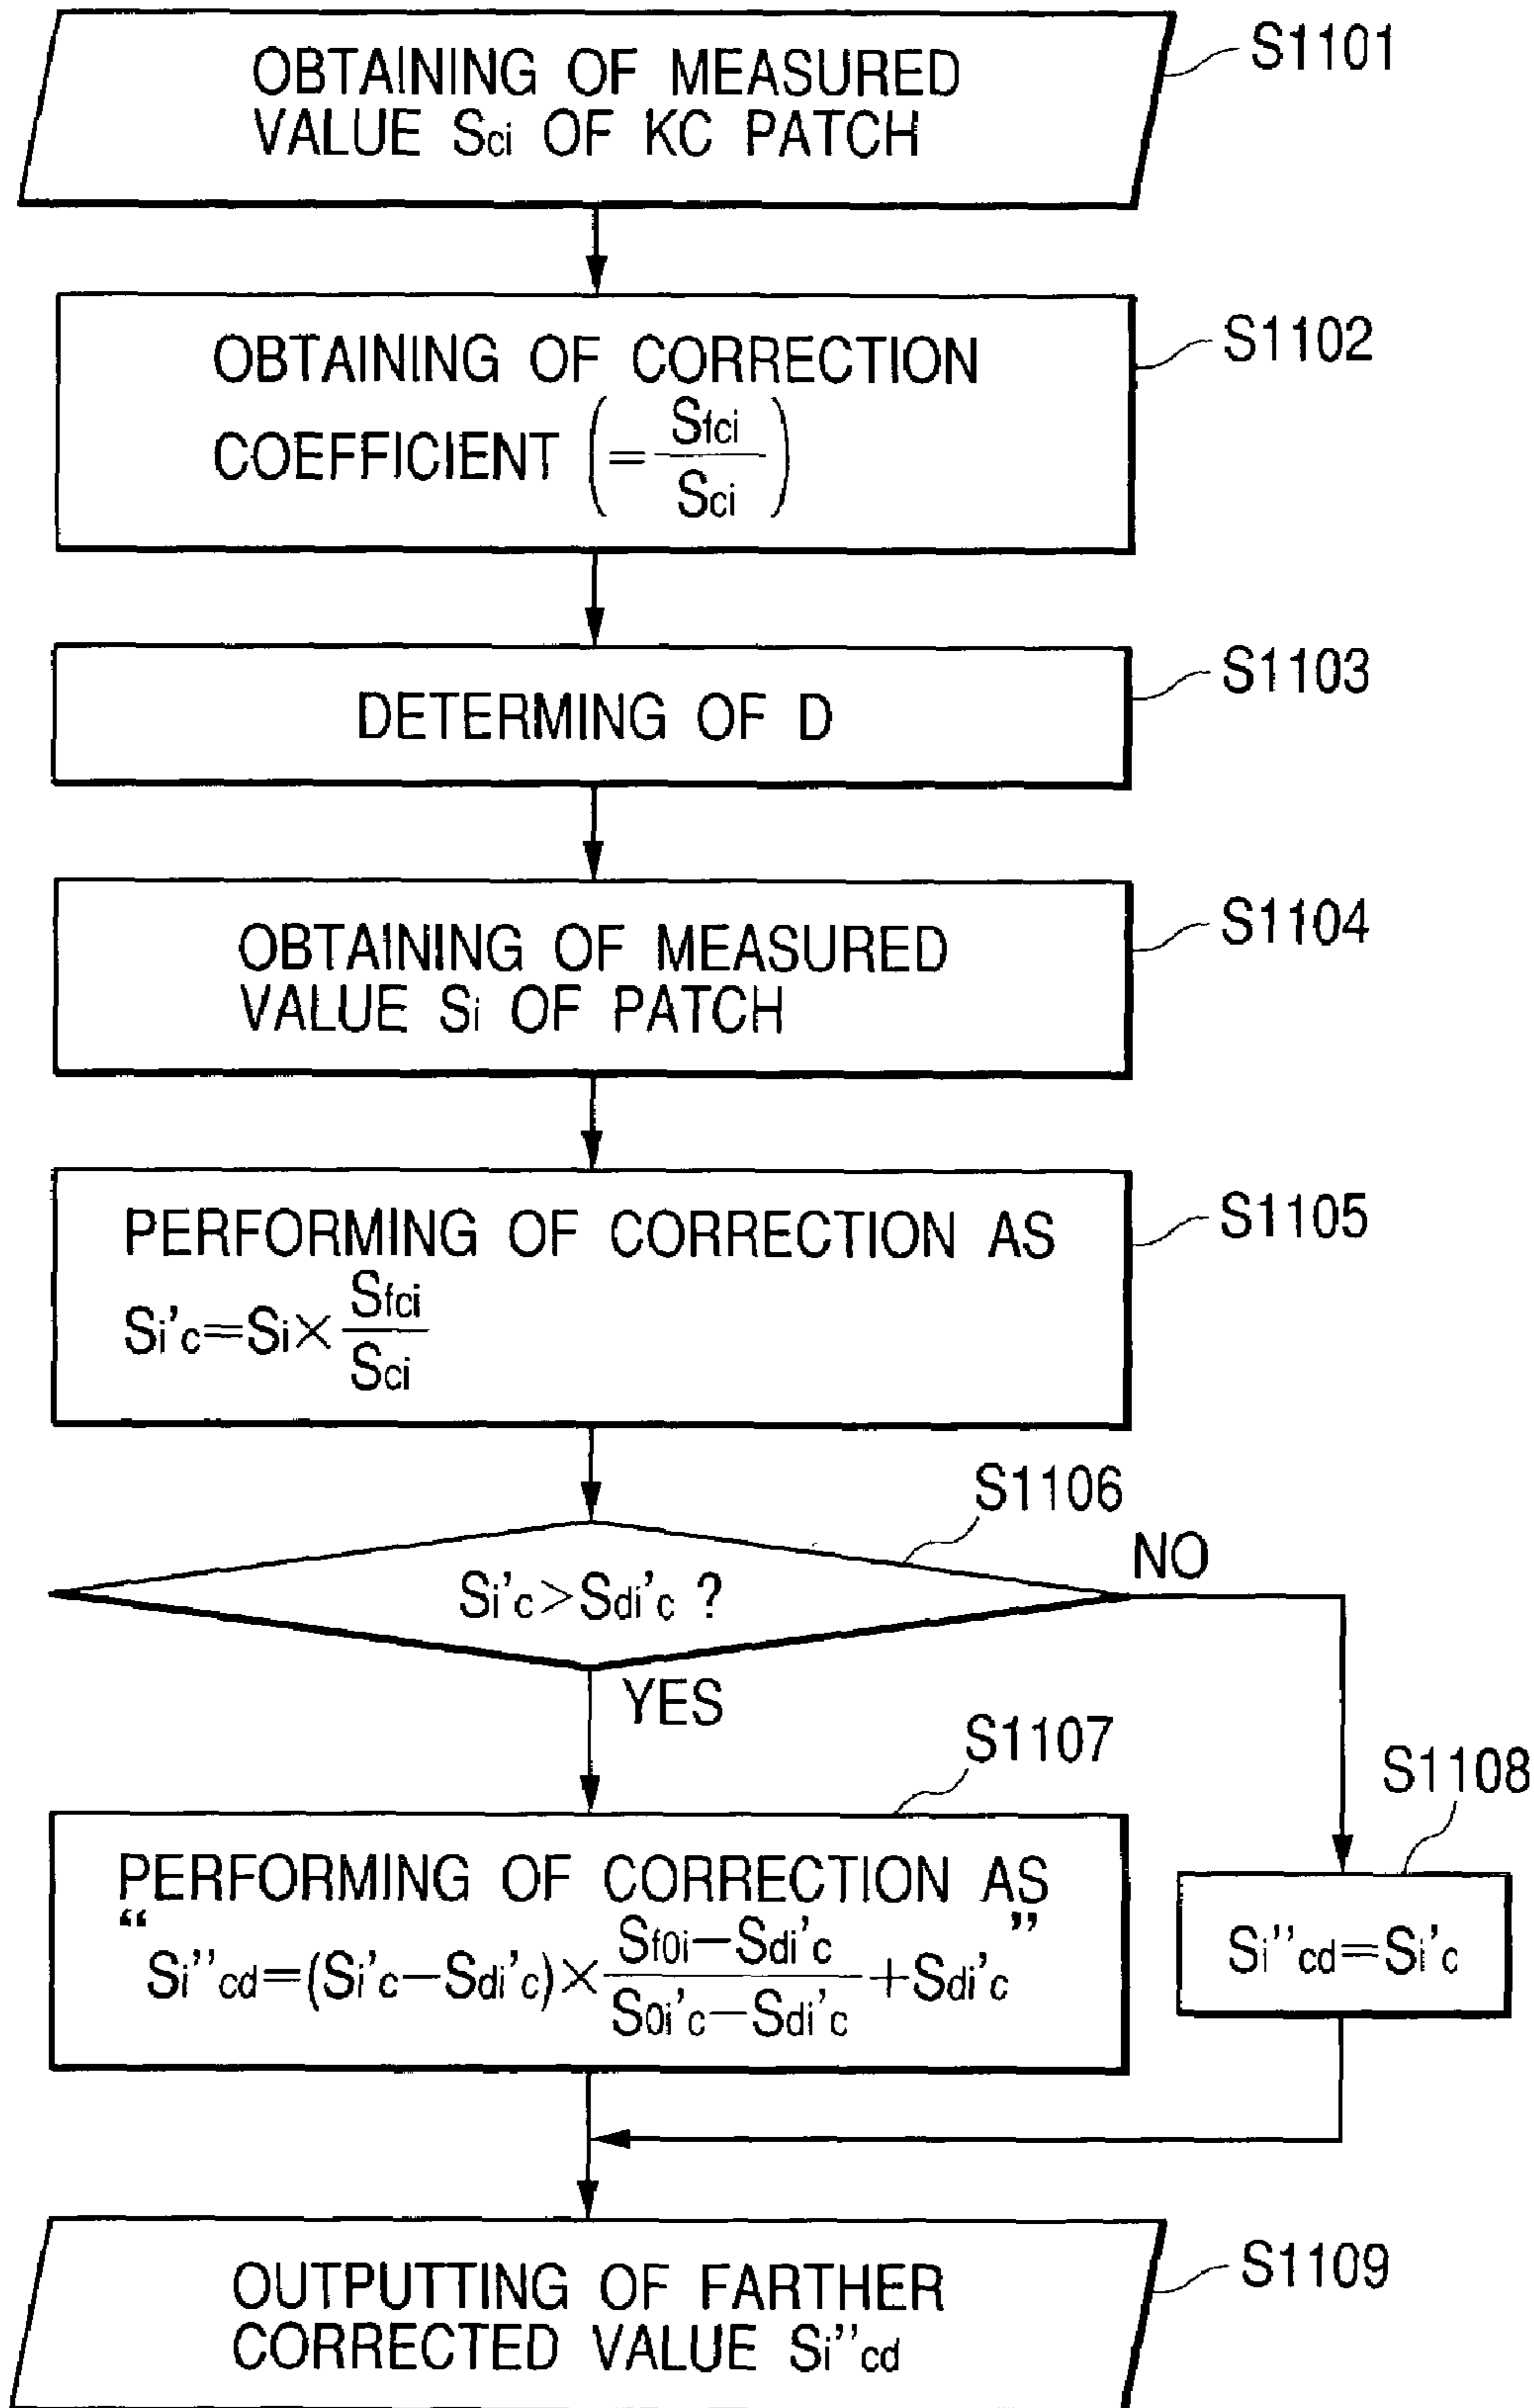 OBTAINING OF MEASURED
VALUE Sci OF KC PATCH
S1101
OBTAINING OF CORRECTION
COEFFICIENT (= Sfci / Sci)
S1102
DETERMING OF D
S1103
OBTAINING OF MEASURED
VALUE Si OF PATCH
S1104
PERFORMING OF CORRECTION AS
Si'c=Si× Sfci / Sci
S1105
S1106
Si'c>Sdi'c ?
NO
YES
S1107
PERFORMING OF CORRECTION AS
“Si''cd=(Si'c−Sdi'c)× (Sf0i−Sdi'c) / (S0i'c−Sdi'c) +Sdi'c”
S1108
Si''cd=Si'c
OUTPUTTING OF FARTHER
CORRECTED VALUE Si''cd
S1109